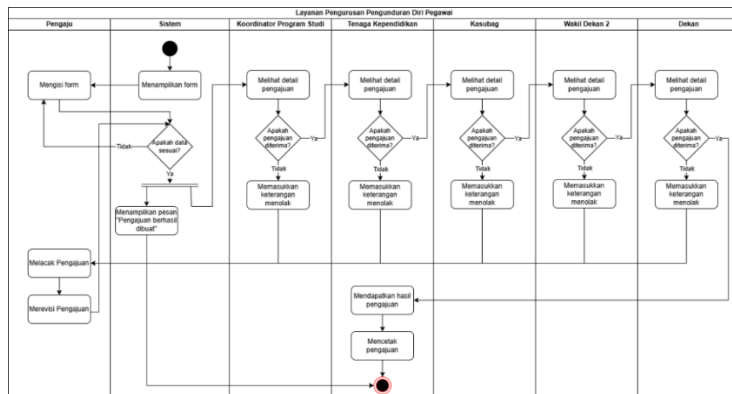 Layanan Pengurusan Pengunduran Diri Pegawai
Pengaju
Sistem
Koordinator Program Studi
Tenaga Kependidikan
Kasubag
Wakil Dekan 2
Dekan
Mengisi form
Menampilkan form
Melihat detail
pengajuan
Melihat detail
pengajuan
Melihat detail
pengajuan
Melihat detail
pengajuan
Melihat detail
pengajuan
Tidak
Apakah data
sesuai?
Ya
Apakah
pengajuan
diterima?
Ya
Apakah
pengajuan
diterima?
Ya
Apakah
pengajuan
diterima?
Ya
Apakah
pengajuan
diterima?
Ya
Apakah
pengajuan
diterima?
Ya
Tidak
Tidak
Tidak
Tidak
Tidak
Memasukkan
keterangan
menolak
Memasukkan
keterangan
menolak
Memasukkan
keterangan
menolak
Memasukkan
keterangan
menolak
Memasukkan
keterangan
menolak
Menampilkan pesan
"Pengajuan berhasil
dibuat"
Melacak Pengajuan
Merevisi Pengajuan
Mendapatkan hasil
pengajuan
Mencetak
pengajuan